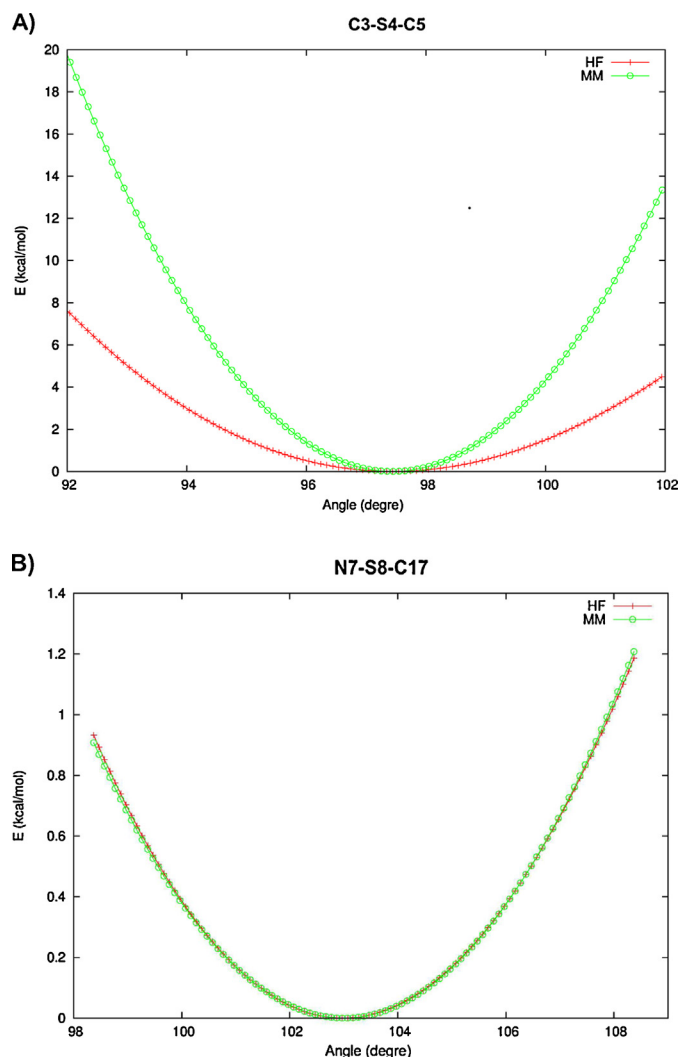 A)
C3-S4-C5
HF
MM
20
18
16
14
12
10
8
6
4
2
0
E (kcal/mol)
92 94 96 98 100 102
Angle (degre)
B)
N7-S8-C17
HF
MM
1.4
1.2
1
0.8
0.6
0.4
0.2
0
E (kcal/mol)
98 100 102 104 106 108
Angle (degre)